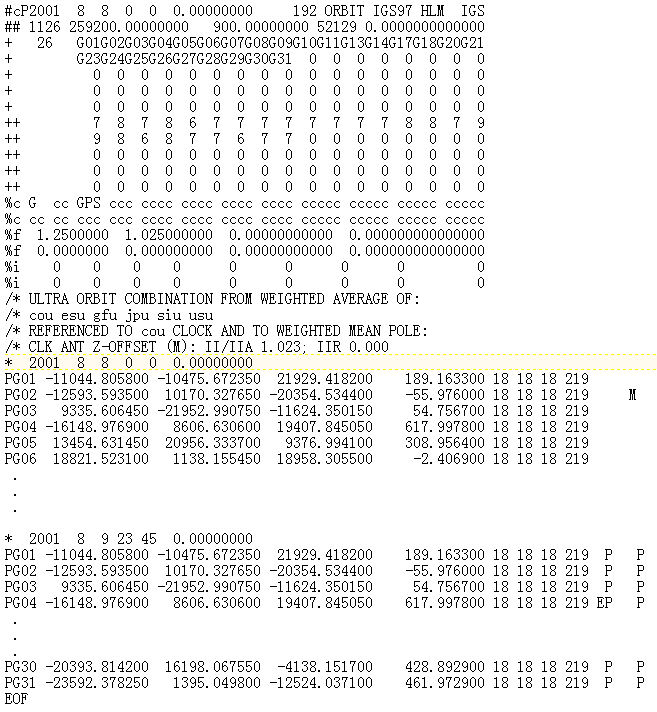 #cP2001  8  8  0  0  0.00000000      192 ORBIT IGS97 HLM  IGS
## 1126 259200.00000000   900.00000000 52129 0.0000000000000
+   26   G01G02G03G04G05G06G07G08G09G10G11G13G14G17G18G20G21
         G23G24G25G26G27G28G29G30G31  0  0  0  0  0  0  0  0
+          0  0  0  0  0  0  0  0  0  0  0  0  0  0  0  0  0
+          0  0  0  0  0  0  0  0  0  0  0  0  0  0  0  0  0
+          0  0  0  0  0  0  0  0  0  0  0  0  0  0  0  0  0
++         7  8  7  8  6  7  7  7  7  7  7  7  7  8  8  7  9
++         9  8  6  8  7  7  6  7  7  0  0  0  0  0  0  0  0
++         0  0  0  0  0  0  0  0  0  0  0  0  0  0  0  0  0
++         0  0  0  0  0  0  0  0  0  0  0  0  0  0  0  0  0
++         0  0  0  0  0  0  0  0  0  0  0  0  0  0  0  0  0
%c G  cc GPS ccc cccc cccc cccc cccc ccccc ccccc ccccc ccccc
%c cc cc ccc ccc cccc cccc cccc cccc ccccc ccccc ccccc ccccc
%f  1.2500000  1.025000000  0.00000000000  0.000000000000000
%f  0.0000000  0.000000000  0.00000000000  0.000000000000000
%i    0    0    0    0      0      0      0      0         0
%i    0    0    0    0      0      0      0      0         0
/* ULTRA ORBIT COMBINATION FROM WEIGHTED AVERAGE OF:
/* cou esu gfu jpu siu usu
/* REFERENCED TO cou CLOCK AND TO WEIGHTED MEAN POLE:
/* CLK ANT Z-OFFSET (M): II/IIA 1.023; IIR 0.000
*  2001  8  8  0  0  0.00000000
PG01 -11044.805800 -10475.672350  21929.418200    189.163300 18 18 18 219
PG02 -12593.593500  10170.327650 -20354.534400    -55.976000 18 18 18 219     M
PG03   9335.606450 -21952.990750 -11624.350150     54.756700 18 18 18 219
PG04 -16148.976900   8606.630600  19407.845050    617.997800 18 18 18 219
PG05  13454.631450  20956.333700   9376.994100    308.956400 18 18 18 219
PG06  18821.523100   1138.155450  18958.305500     -2.406900 18 18 18 219
.
.
.
*  2001  8  9 23 45  0.00000000
PG01 -11044.805800 -10475.672350  21929.418200    189.163300 18 18 18 219  P   P
PG02 -12593.593500  10170.327650 -20354.534400    -55.976000 18 18 18 219  P   P
PG03   9335.606450 -21952.990750 -11624.350150     54.756700 18 18 18 219  P   P
PG04 -16148.976900   8606.630600  19407.845050    617.997800 18 18 18 219 EP   P
.
.
.
PG30 -20393.814200  16198.067550  -4138.151700    428.892900 18 18 18 219  P   P
PG31 -23592.378250   1395.049800 -12524.037100    461.972900 18 18 18 219  P   P
EOF